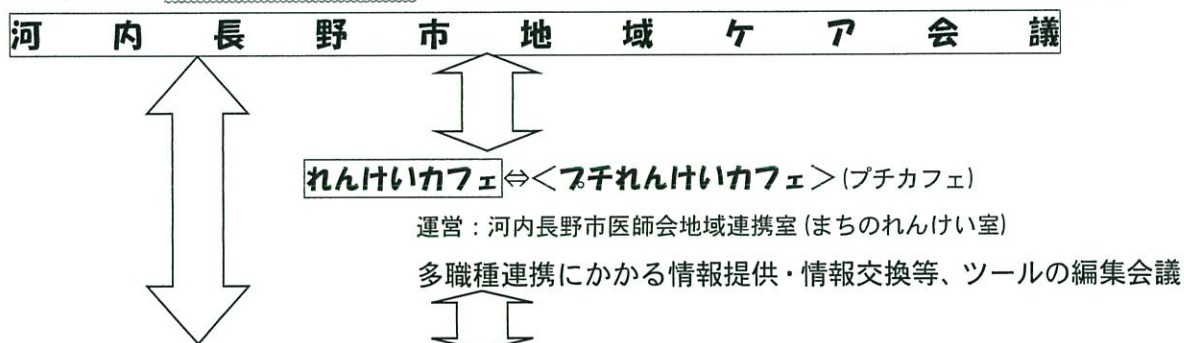 河内長野市地域ケア会議
れんけいカフェ⇔<プチれんけいカフェ>(プチカフェ)
運営:河内長野市医師会地域連携室(まちのれんけい室)
多職種連携にかかる情報提供・情報交換等、ツールの編集会議